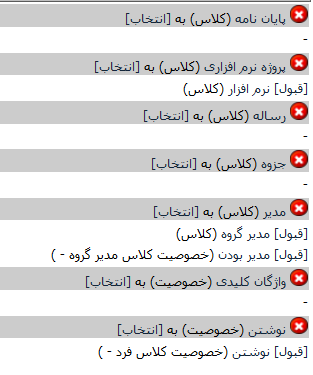 پایان نامه (کلاس) به [انتخاب]
-
پروژه نرم افزاری (کلاس) به [انتخاب]
[قبول] نرم افزار (کلاس)
رساله (کلاس) به [انتخاب]
-
جزوه (کلاس) به [انتخاب]
-
مدیر (کلاس) به [انتخاب]
[قبول] مدیر گروه (کلاس)
[قبول] مدیر بودن (خصوصیت کلاس مدیر گروه - )
واژگان کلیدی (خصوصیت) به [انتخاب]
-
نوشتن (خصوصیت) به [انتخاب]
[قبول] نوشتن (خصوصیت کلاس فرد - )